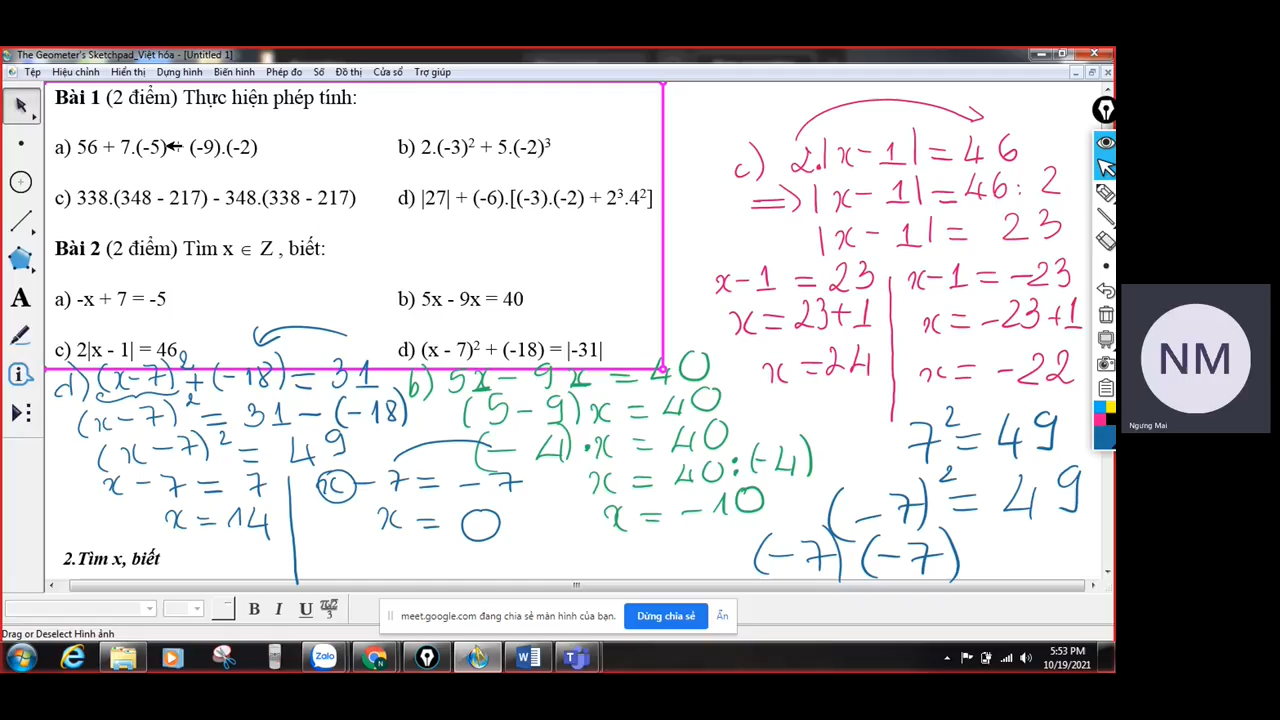 The Geometer's Sketchpad_Việt hóa - [Untitled 1]
Tệp Hiệu chỉnh Hiển thị Dựng hình Biến hình Phép đo Số Đồ thị Cửa sổ Trợ giúp
Bài 1 (2 điểm) Thực hiện phép tính:
a) 56 + 7.(-5) + (-9).(-2)
b) 2.(-3)² + 5.(-2)³
c) 338.(348 - 217) - 348.(338 - 217)
d) |27| + (-6).[(-3).(-2) + 2³.4²]
Bài 2 (2 điểm) Tìm x ∈ Z , biết:
a) -x + 7 = -5
b) 5x - 9x = 40
c) 2|x - 1| = 46
d) (x - 7)² + (-18) = |-31|
c) 2.|x - 1| = 46
=> |x - 1| = 46 : 2
|x - 1| = 23
x - 1 = 23
x = 23 + 1
x = 24
x - 1 = -23
x = -23 + 1
x = -22
d) (x - 7)² + (-18) = 31
(x - 7)² = 31 - (-18)
(x - 7)² = 49
x - 7 = 7
x = 14
x - 7 = -7
x = 0
b) 5x - 9x = 40
(5 - 9)x = 40
(-4).x = 40
x = 40 : (-4)
x = -10
7² = 49
(-7)² = 49
(-7) (-7)
2.Tìm x, biết
NM
Ngưng Mai
B I U
meet.google.com đang chia sẻ màn hình của bạn. Dừng chia sẻ Ẩn
Drag or Deselect Hình ảnh
Zalo
5:53 PM
10/19/2021